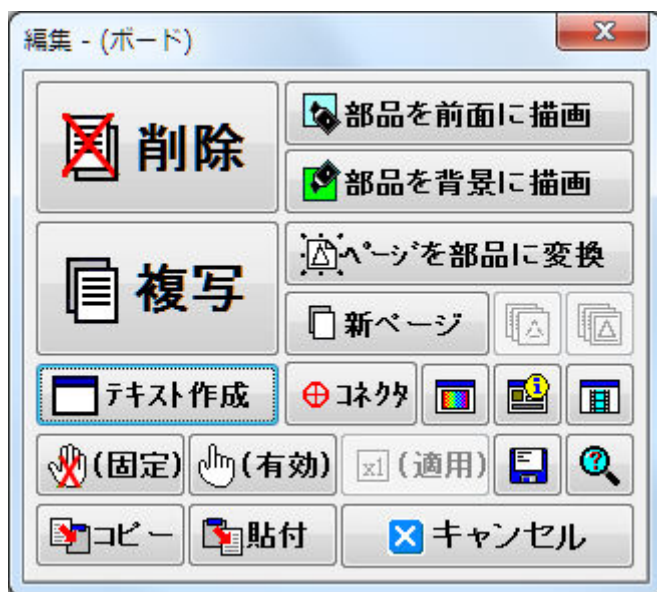 編集 - (ボード)
削除
部品を前面に描画
部品を背景に描画
複写
ページを部品に変換
新ページ
テキスト作成
コネクタ
(固定)
(有効)
x1 (適用)
コピー
貼付
キャンセル